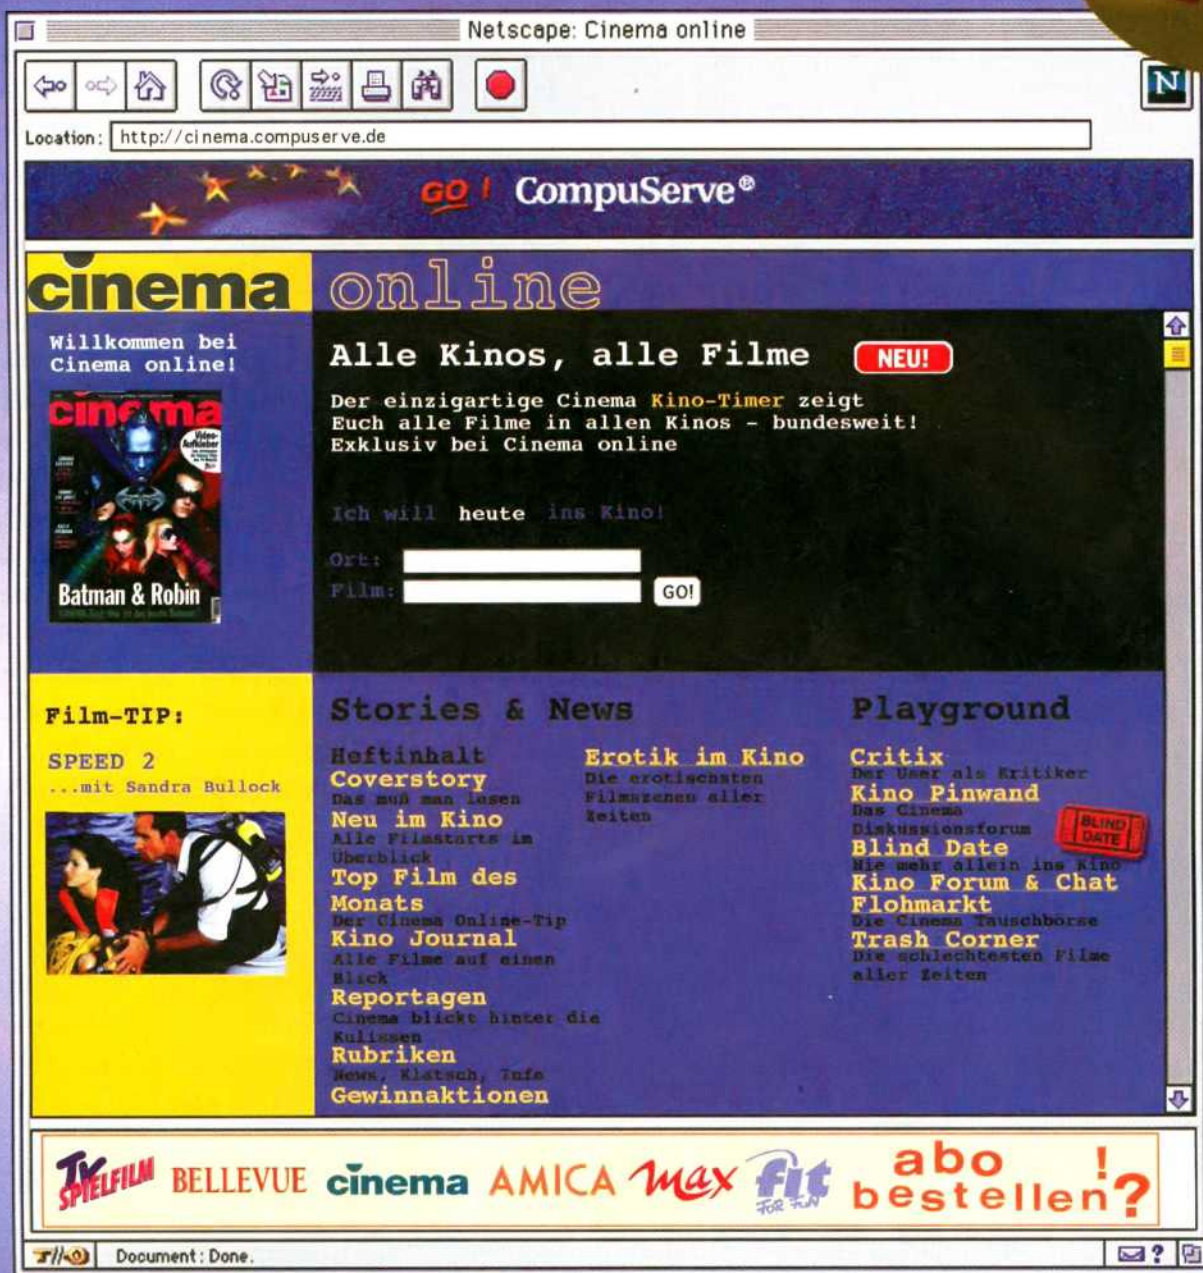 Netscape: Cinema online
N
Location: http://cinema.compuserve.de
GO! CompuServe®
cinema online
Willkommen bei
Cinema online!
cinema
Video-
Aufkleber
Batman & Robin
Alle Kinos, alle Filme NEU!
Der einzigartige Cinema Kino-Timer zeigt
Euch alle Filme in allen Kinos - bundesweit!
Exklusiv bei Cinema online
Ich will heute ins Kino!
Ort:
Film: GO!
Film-TIP:
SPEED 2
...mit Sandra Bullock
Stories & News
Heftinhalt
Coverstory
Das muß man lesen
Neu im Kino
Alle Filmstarts im
Überblick
Top Film des
Monats
Der Cinema Online-Tip
Kino Journal
Alle Filme auf einen
Blick
Reportagen
Cinema blickt hinter die
Kulissen
Rubriken
News, Klatsch, Info
Gewinnaktionen
Erotik im Kino
Die erotischsten
Filmszenen aller
Zeiten
Playground
Critix
Der User als Kritiker
Kino Pinwand
Das Cinema
Diskussionsforum
BLIND
DATE
Blind Date
Nie mehr allein ins Kino
Kino Forum & Chat
Flohmarkt
Die Cinema Tauschbörse
Trash Corner
Die schlechtesten Filme
aller Zeiten
TV SPIELFILM BELLEVUE cinema AMICA max fit FOR FUN abo bestellen!?
Document: Done. ?